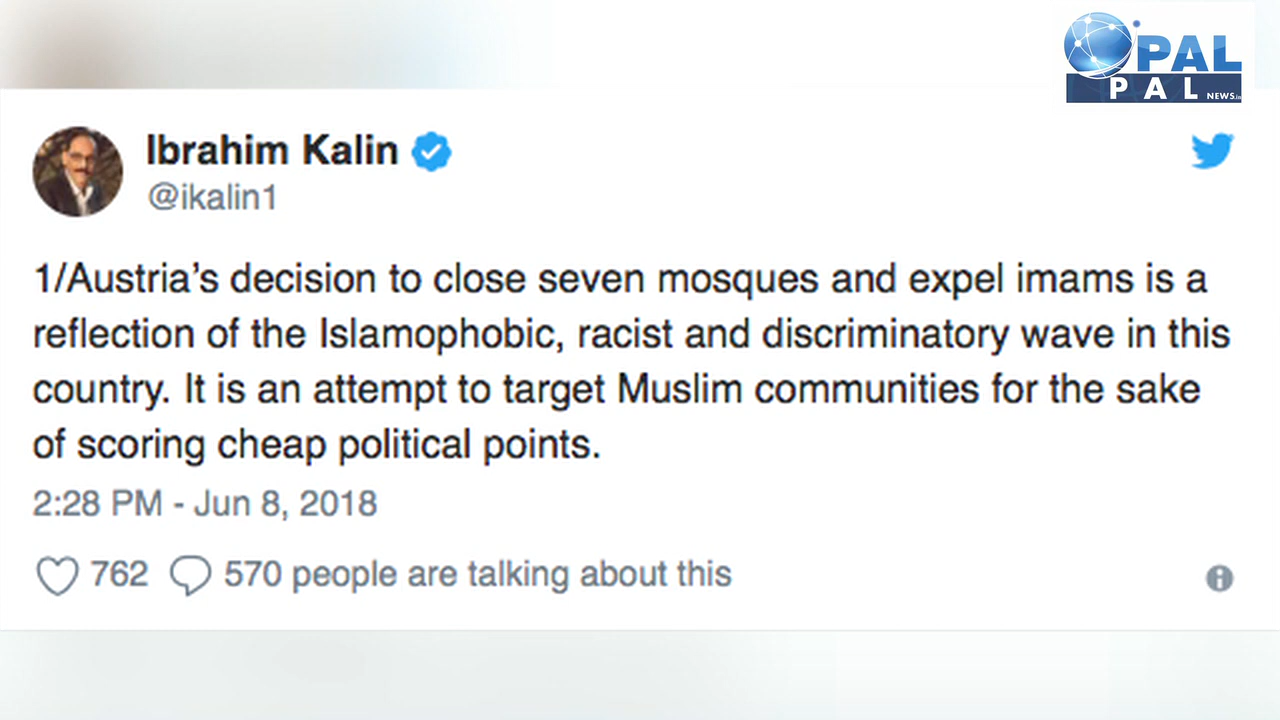 PAL
PAL NEWS.in
Ibrahim Kalin
@ikalin1
1/Austria’s decision to close seven mosques and expel imams is a
reflection of the Islamophobic, racist and discriminatory wave in this
country. It is an attempt to target Muslim communities for the sake
of scoring cheap political points.
2:28 PM - Jun 8, 2018
762 570 people are talking about this